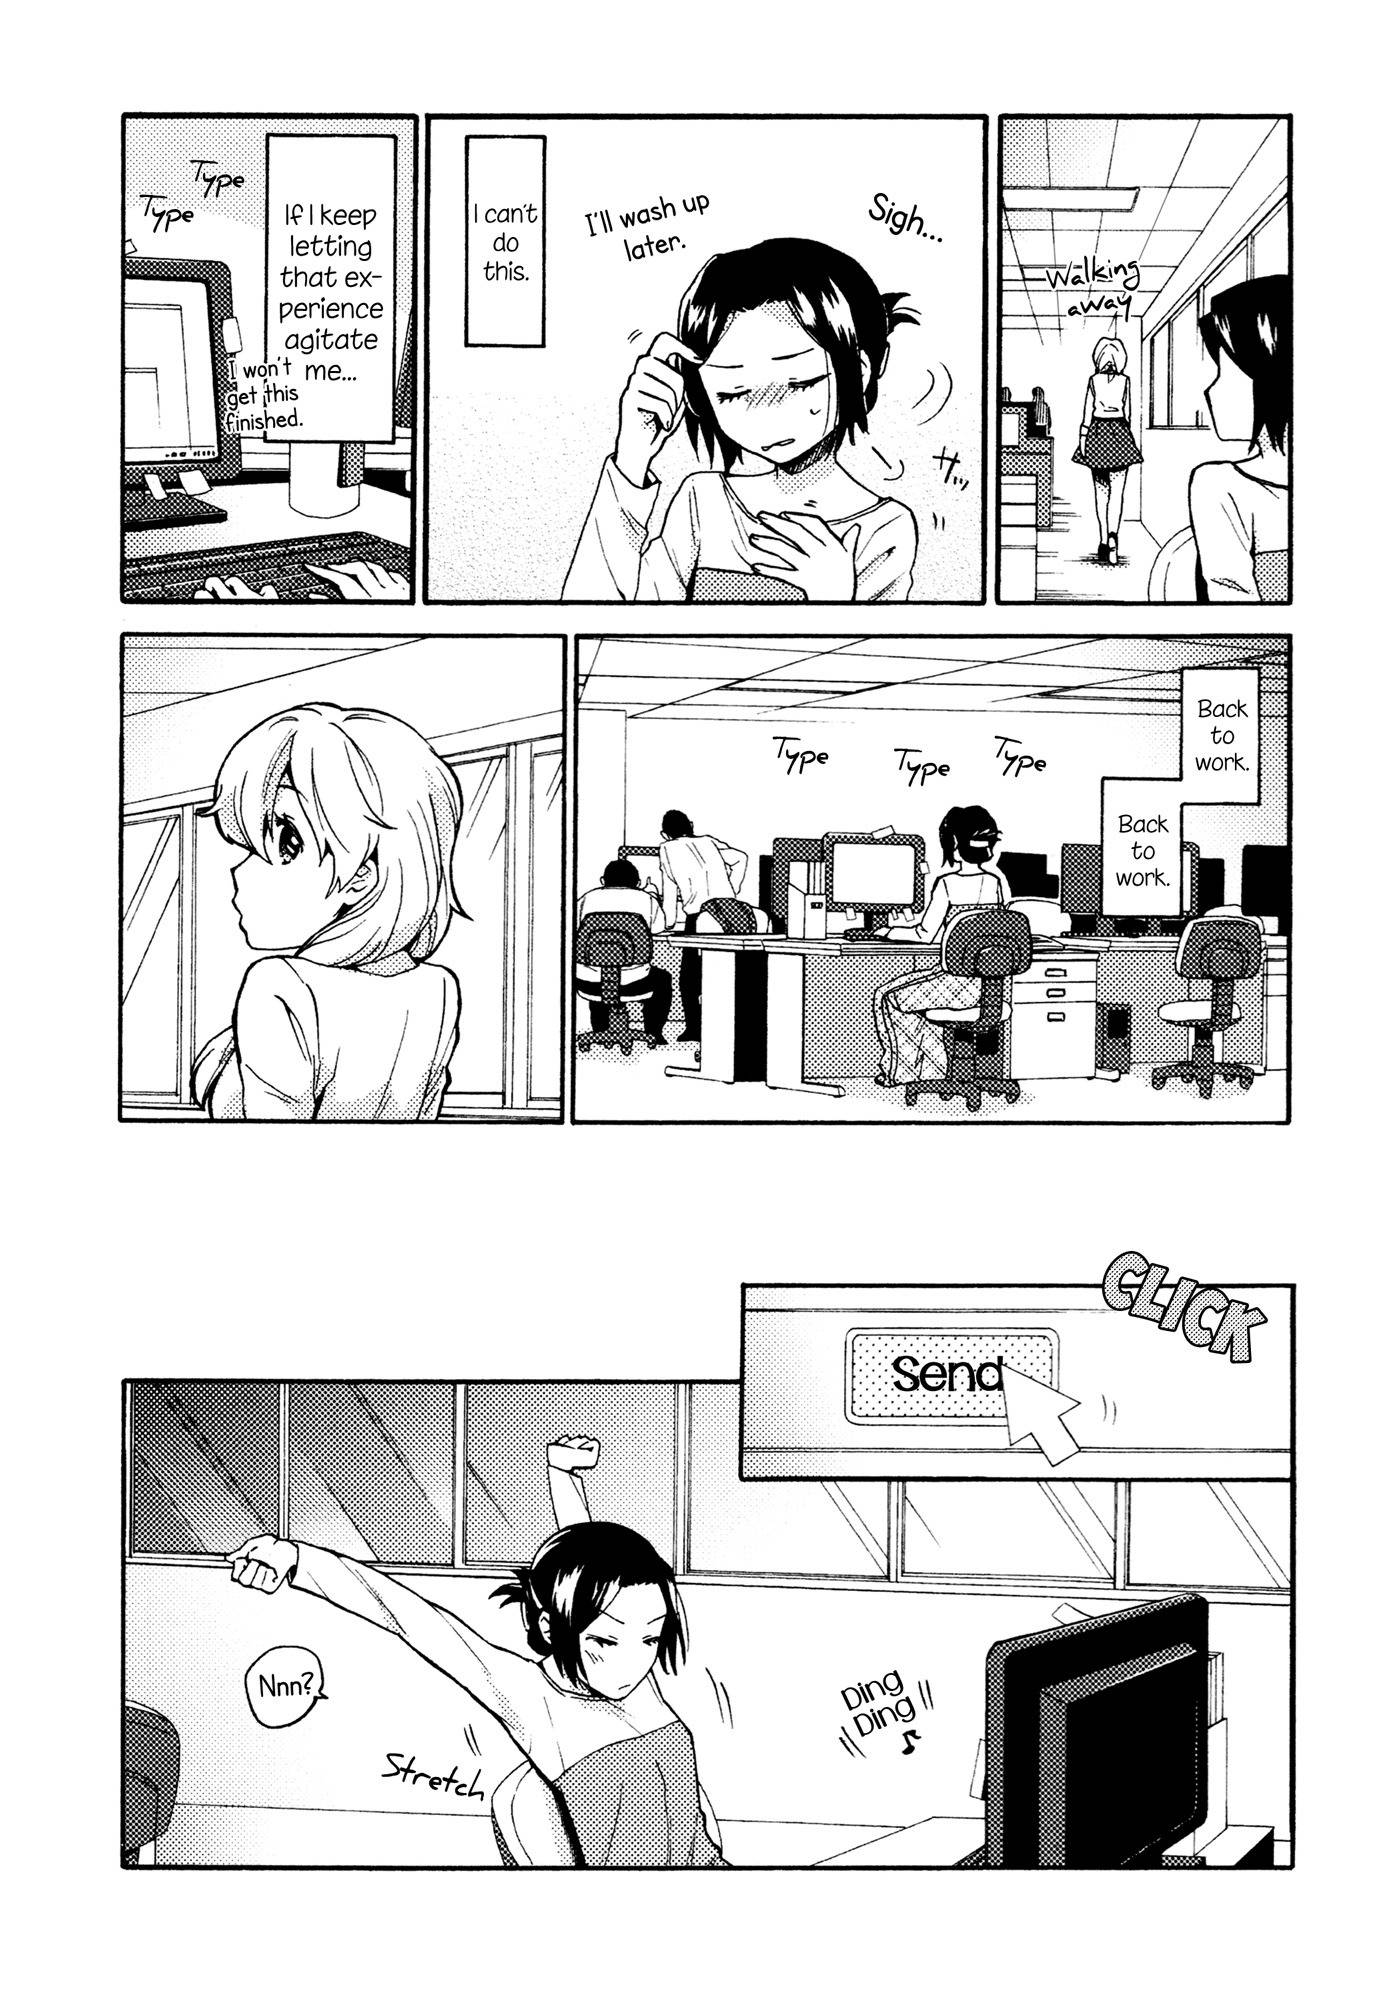 Walking
away
Sigh...
I'll wash up
later.
I can't
do
this.
サッ
If I keep
letting
that ex-
perience
agitate
me...
Type
Type
I won't
get this
finished.
Back
to
work.
Back
to
work.
Type
Type
Type
CLICK
Send
Ding
Ding
Stretch
Nnn?